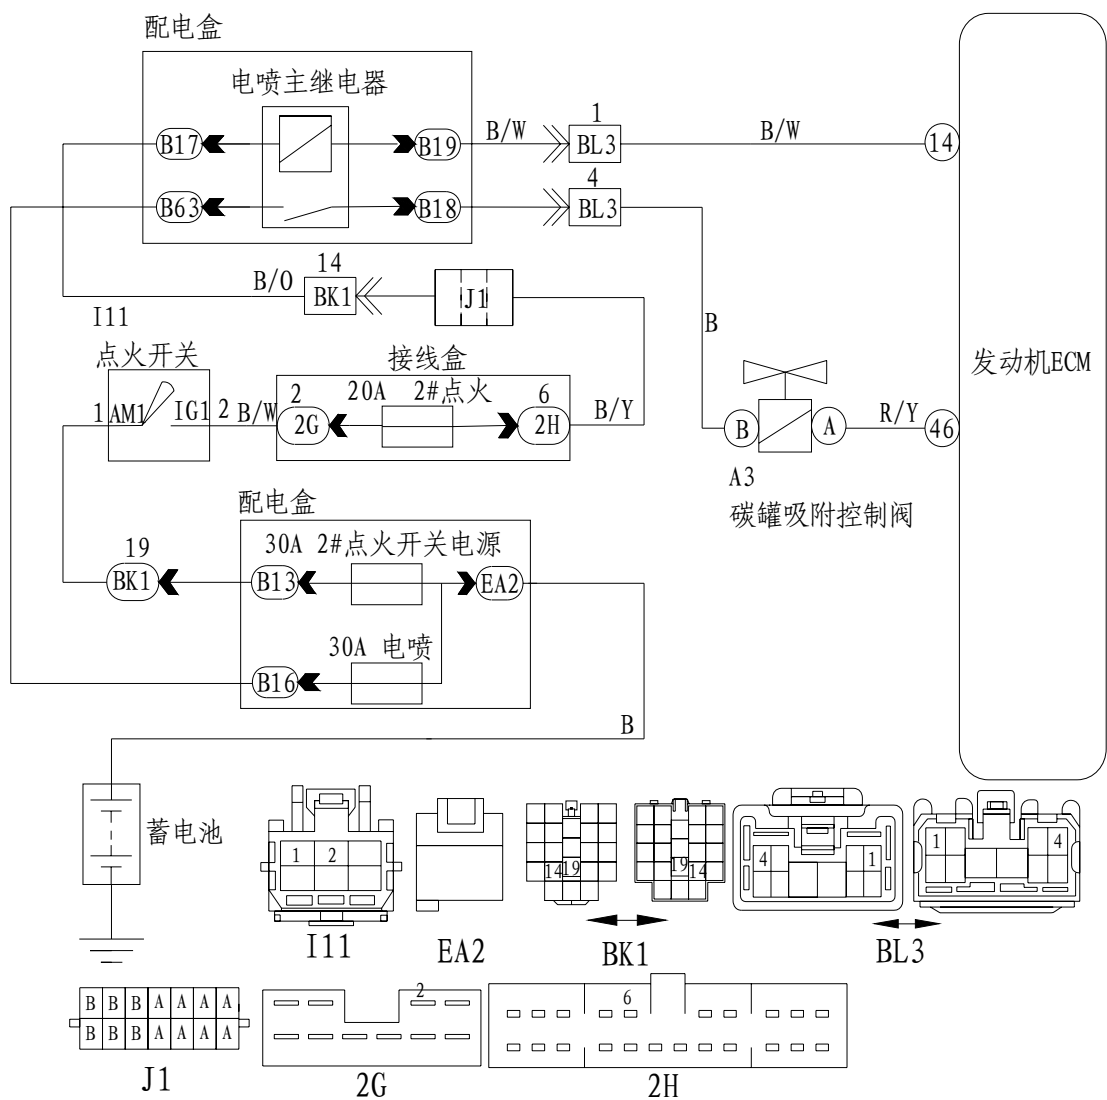 配电盒
电喷主继电器
B17 B19 B/W 1 BL3 B/W 14
B63 B18 4 BL3
B/O 14 BK1 J1
B
发动机ECM
I11
点火开关
1 AM1 IG1 2 B/W
接线盒
20A 2#点火
2 2G 6 2H B/Y
B A R/Y 46
A3
碳罐吸附控制阀
配电盒
30A 2#点火开关电源
19 BK1 B13 EA2
30A 电喷
B16
B
蓄电池
1 2
14 19 19 14
4 1 1 4
I11 EA2 BK1 BL3
B B B A A A A
B B B A A A A
2
6
J1 2G 2H